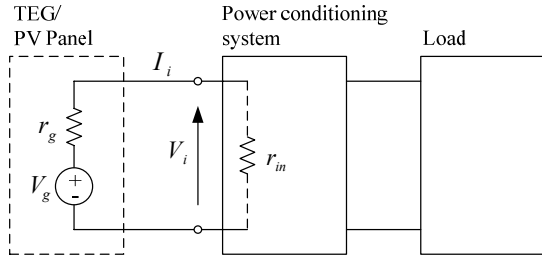 TEG/
PV Panel
Power conditioning
system
Load
I_i
r_g
V_i
r_in
V_g
+
-